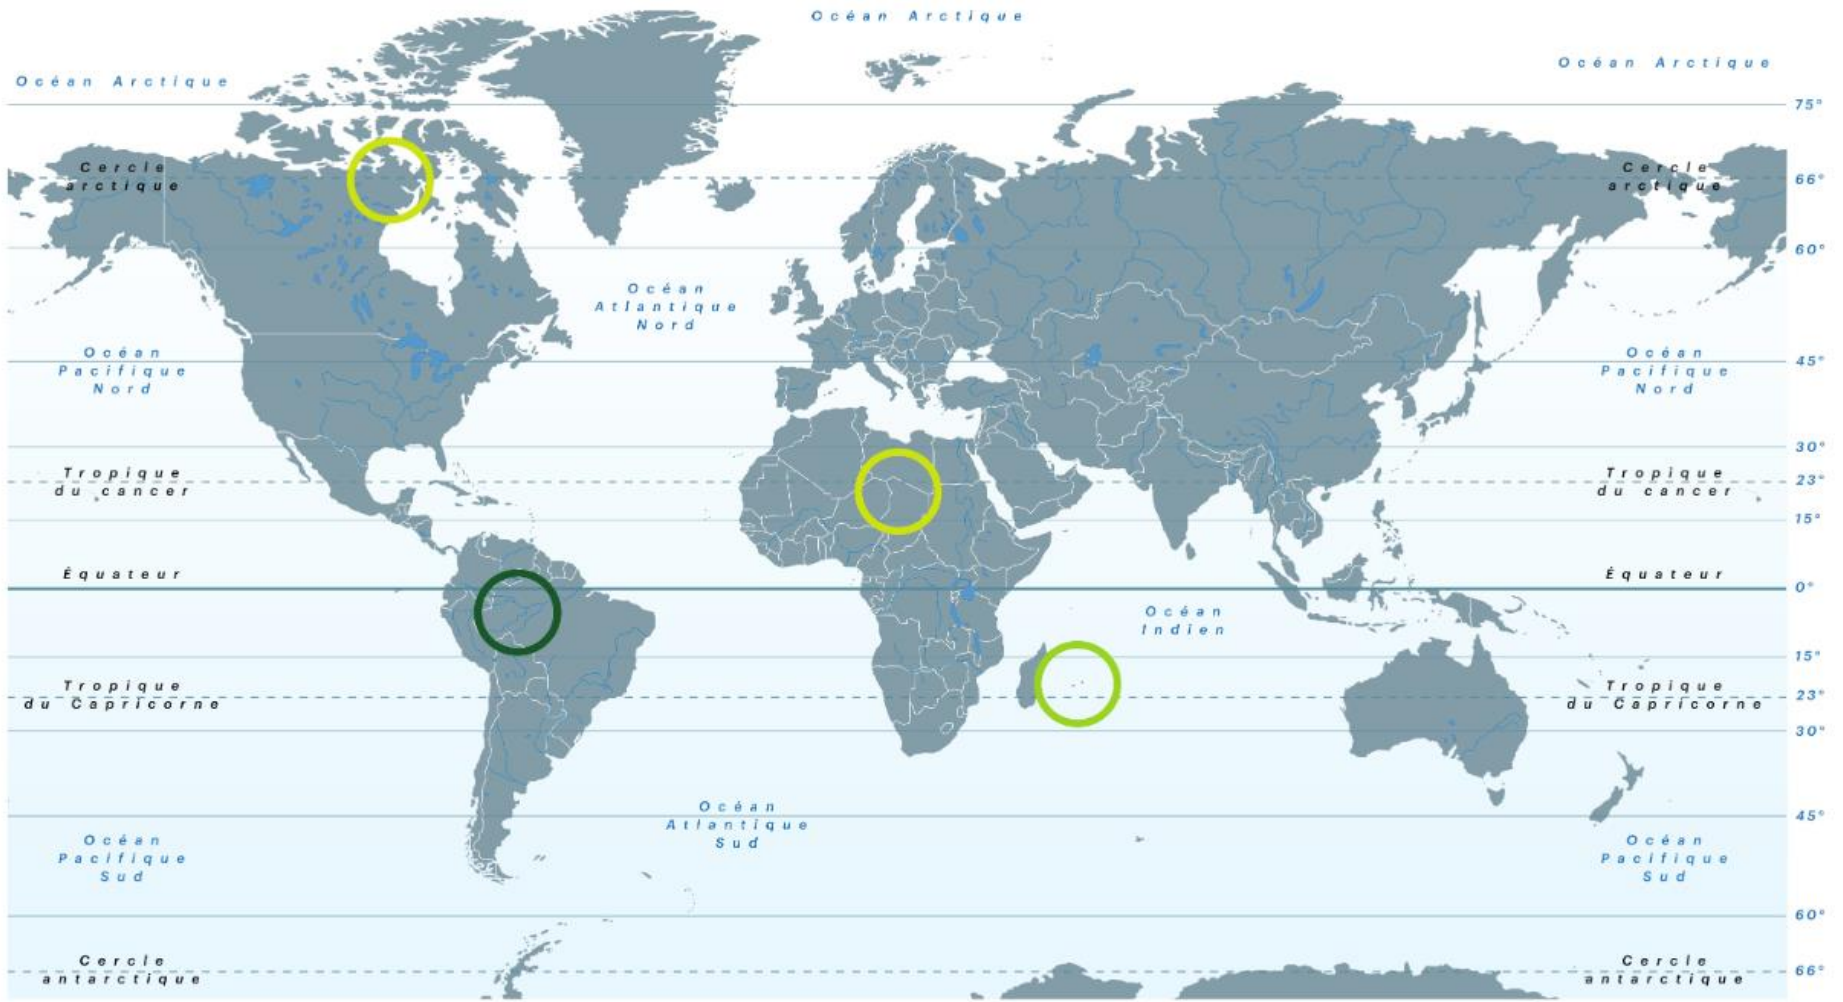 Océan Arctique
Océan Arctique
Océan Arctique
75°
Cercle
arctique
Cercle
arctique
66°
60°
Océan
Atlantique
Nord
Océan
Pacifique
Nord
Océan
Pacifique
Nord
45°
30°
Tropique
du cancer
Tropique
du cancer
23°
15°
Équateur
Équateur
0°
Océan
Indien
15°
Tropique
du Capricorne
Tropique
du Capricorne
23°
30°
Océan
Atlantique
Sud
45°
Océan
Pacifique
Sud
Océan
Pacifique
Sud
60°
Cercle
antarctique
Cercle
antarctique
66°